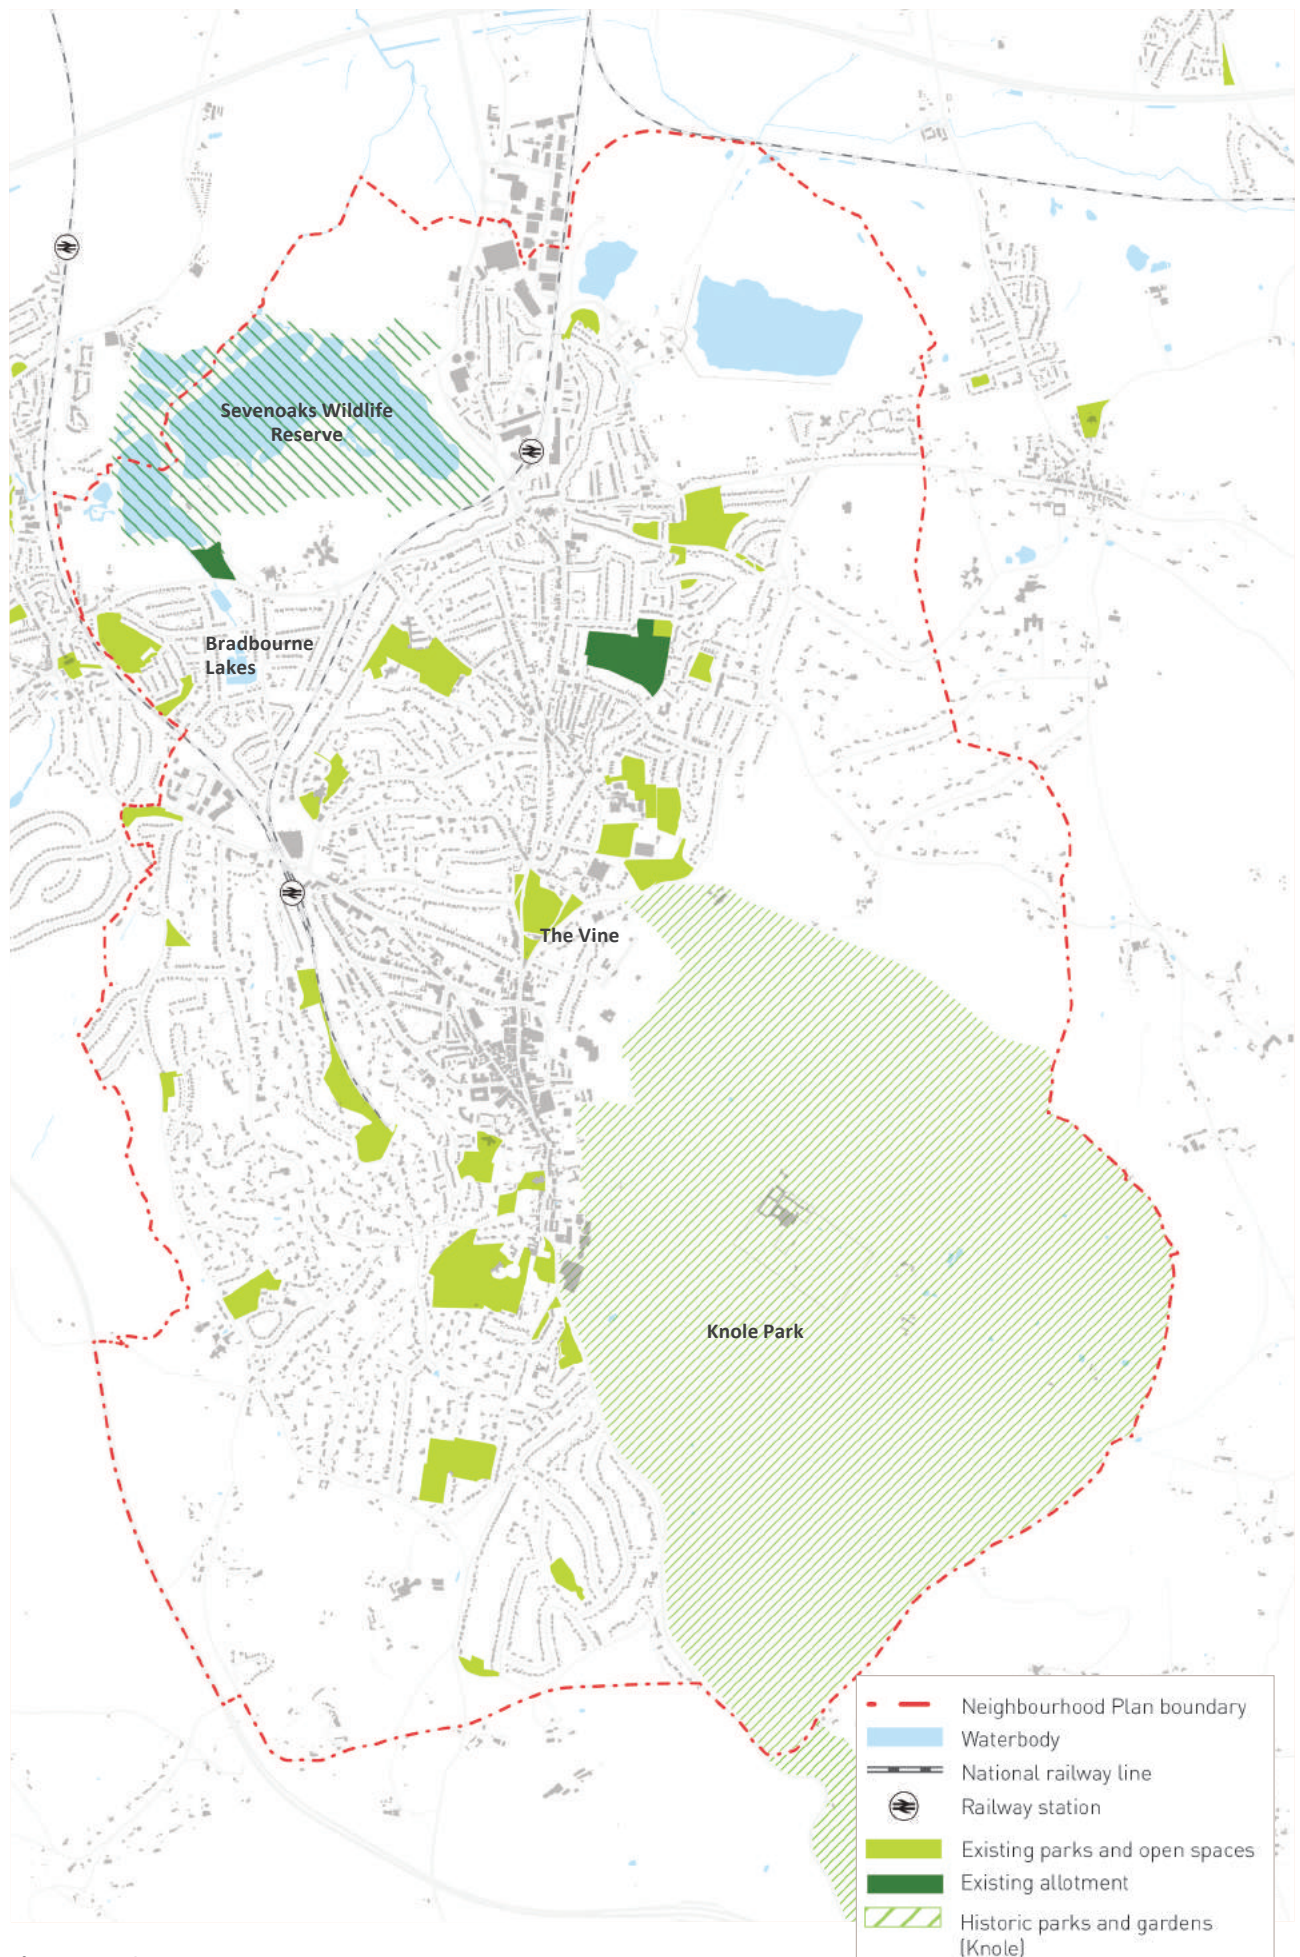 Sevenoaks Wildlife
Reserve
Bradbourne
Lakes
The Vine
Knole Park
Neighbourhood Plan boundary
Waterbody
National railway line
Railway station
Existing parks and open spaces
Existing allotment
Historic parks and gardens
(Knole)